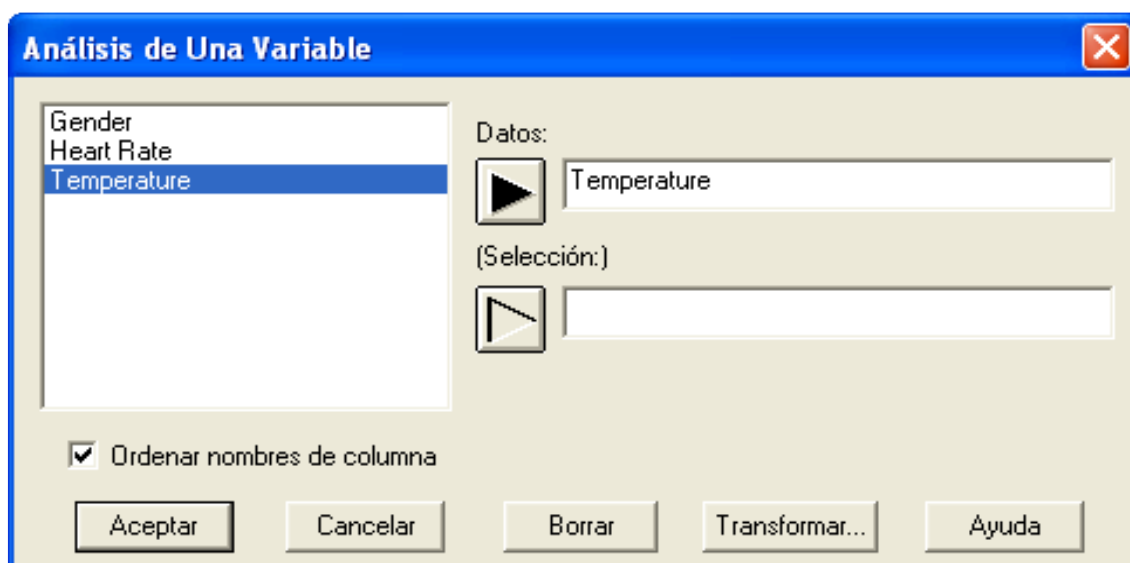 Análisis de Una Variable
Gender
Heart Rate
Temperature
Datos:
Temperature
(Selección:)
Ordenar nombres de columna
Aceptar
Cancelar
Borrar
Transformar...
Ayuda